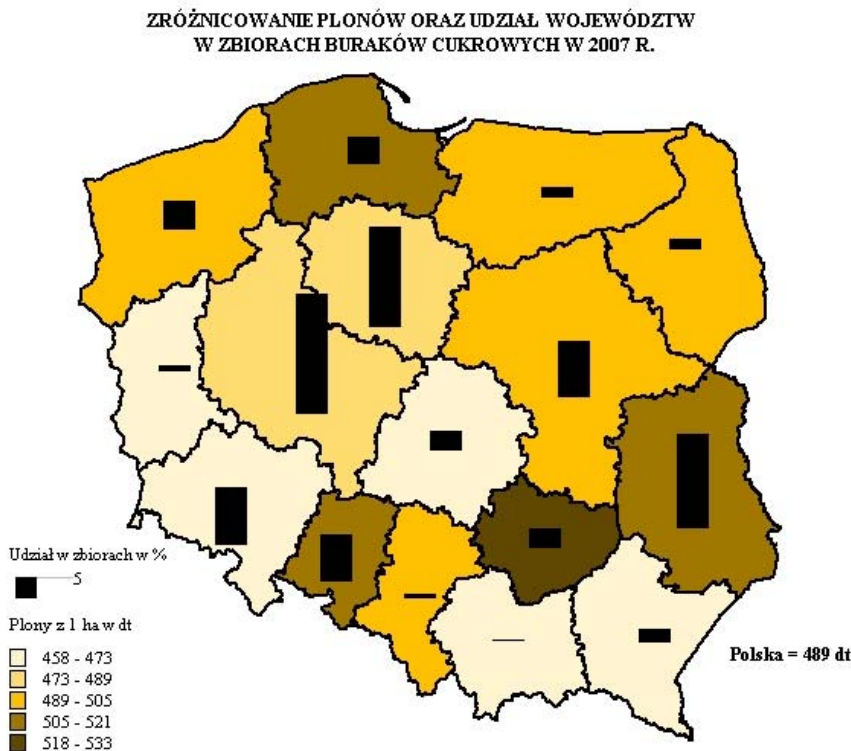 ZRÓŻNICOWANIE PLONÓW ORAZ UDZIAŁ WOJEWÓDZTW
W ZBIORACH BURAKÓW CUKROWYCH W 2007 R.
Udział w zbiorach w %
5
Plony z 1 ha w dt
458 - 473
473 - 489
489 - 505
505 - 521
518 - 533
Polska = 489 dt